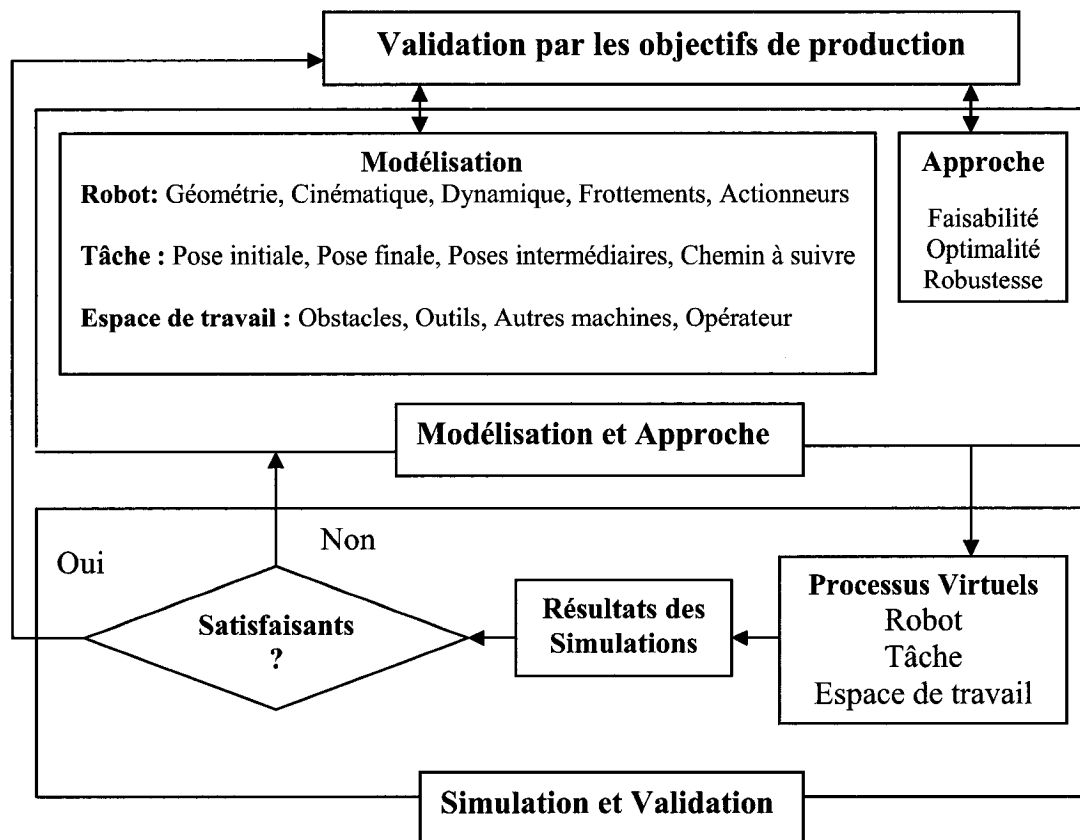 Validation par les objectifs de production
Modélisation
Robot: Géométrie, Cinématique, Dynamique, Frottements, Actionneurs
Tâche : Pose initiale, Pose finale, Poses intermédiaires, Chemin à suivre
Espace de travail : Obstacles, Outils, Autres machines, Opérateur
Approche
Faisabilité
Optimalité
Robustesse
Modélisation et Approche
Oui
Non
Satisfaisants
?
Résultats des
Simulations
Processus Virtuels
Robot
Tâche
Espace de travail
Simulation et Validation